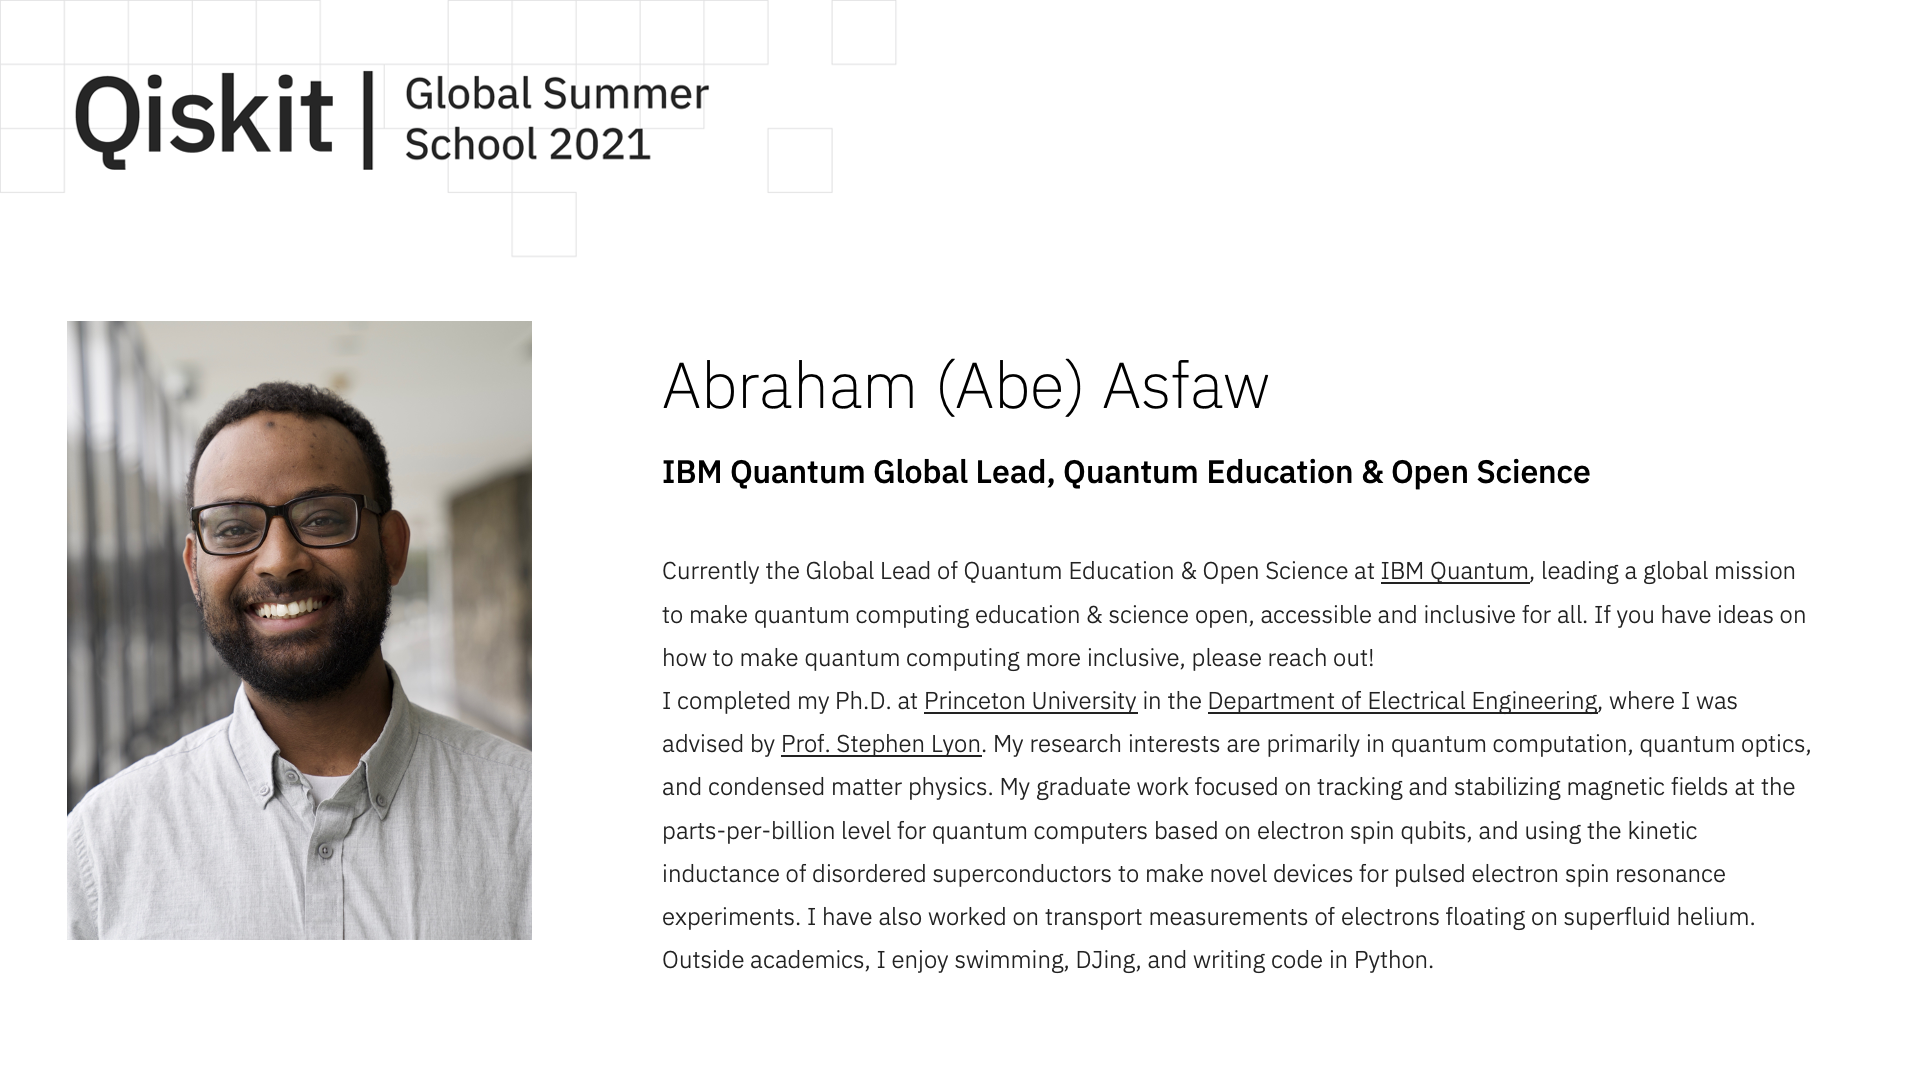 Qiskit | Global Summer
School 2021
Abraham (Abe) Asfaw
IBM Quantum Global Lead, Quantum Education & Open Science
Currently the Global Lead of Quantum Education & Open Science at IBM Quantum, leading a global mission
to make quantum computing education & science open, accessible and inclusive for all. If you have ideas on
how to make quantum computing more inclusive, please reach out!
I completed my Ph.D. at Princeton University in the Department of Electrical Engineering, where I was
advised by Prof. Stephen Lyon. My research interests are primarily in quantum computation, quantum optics,
and condensed matter physics. My graduate work focused on tracking and stabilizing magnetic fields at the
parts-per-billion level for quantum computers based on electron spin qubits, and using the kinetic
inductance of disordered superconductors to make novel devices for pulsed electron spin resonance
experiments. I have also worked on transport measurements of electrons floating on superfluid helium.
Outside academics, I enjoy swimming, DJing, and writing code in Python.